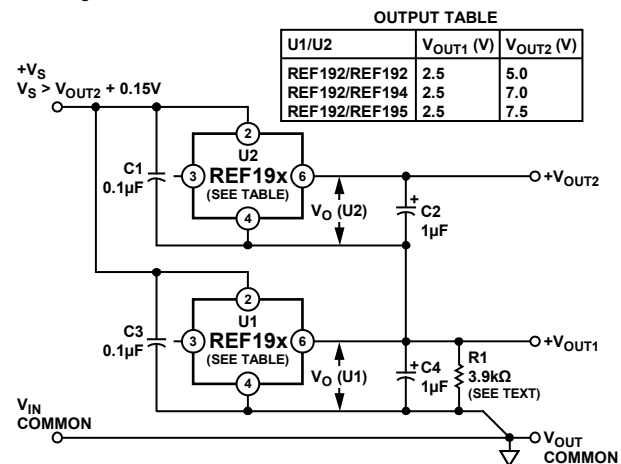 OUTPUT TABLE
U1/U2 VOUT1 (V) VOUT2 (V)
REF192/REF192 2.5 5.0
REF192/REF194 2.5 7.0
REF192/REF195 2.5 7.5
+VS
VS > VOUT2 + 0.15V
2
U2
C1
0.1µF
3 REF19x 6
(SEE TABLE)
4
VO (U2)
+
C2
1µF
+VOUT2
2
U1
C3
0.1µF
3 REF19x 6
(SEE TABLE)
4
VO (U1)
+
C4
1µF
R1
3.9kΩ
(SEE TEXT)
+VOUT1
VIN
COMMON
VOUT
COMMON